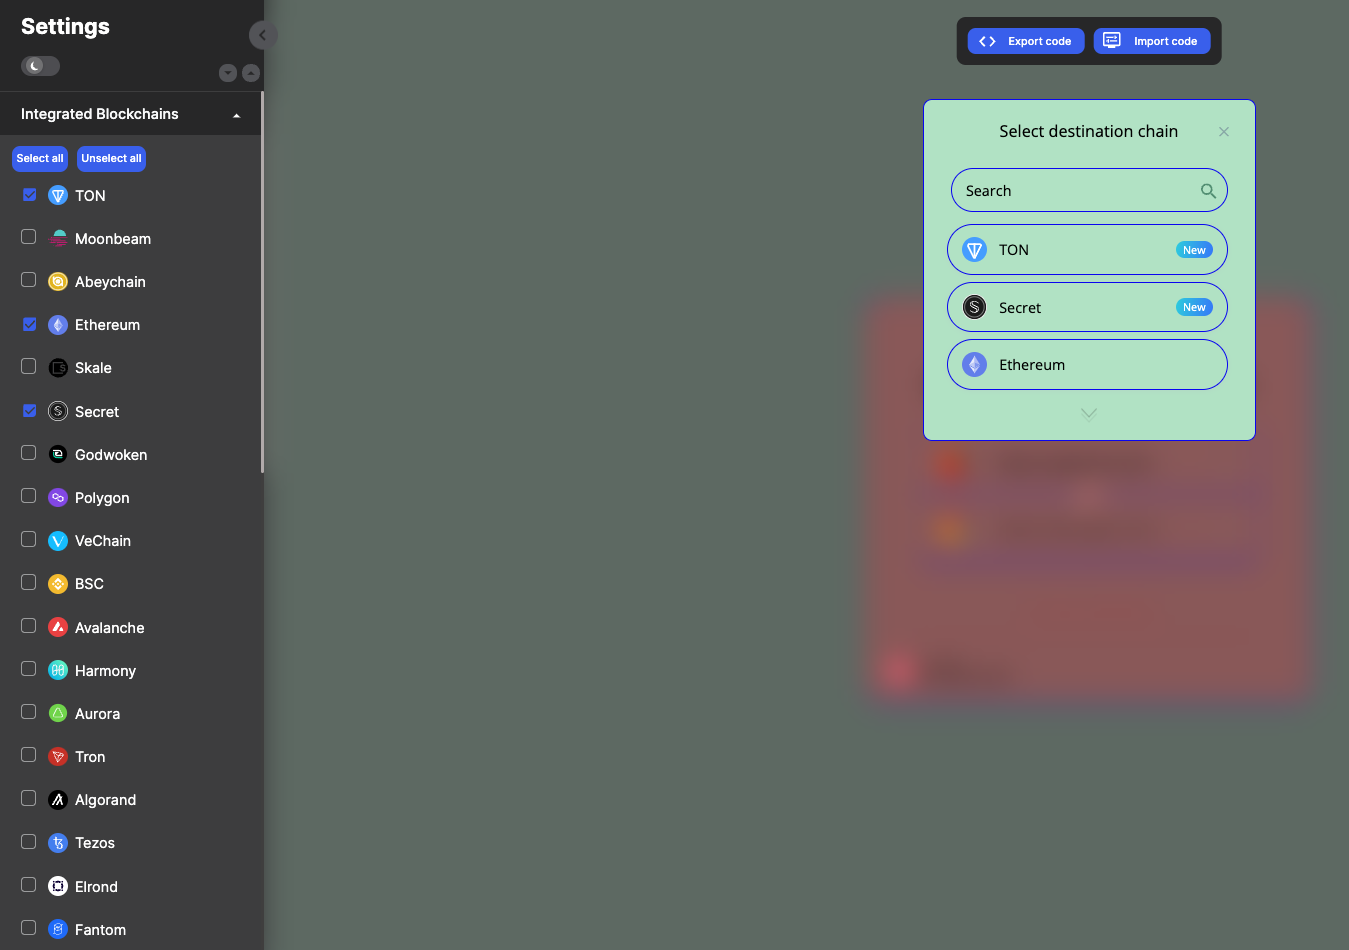 Settings
Integrated Blockchains
Select all
Unselect all
TON
Moonbeam
Abeychain
Ethereum
Skale
Secret
Godwoken
Polygon
VeChain
BSC
Avalanche
Harmony
Aurora
Tron
Algorand
Tezos
Elrond
Fantom
Export code
Import code
Select destination chain
Search
TON
New
Secret
New
Ethereum